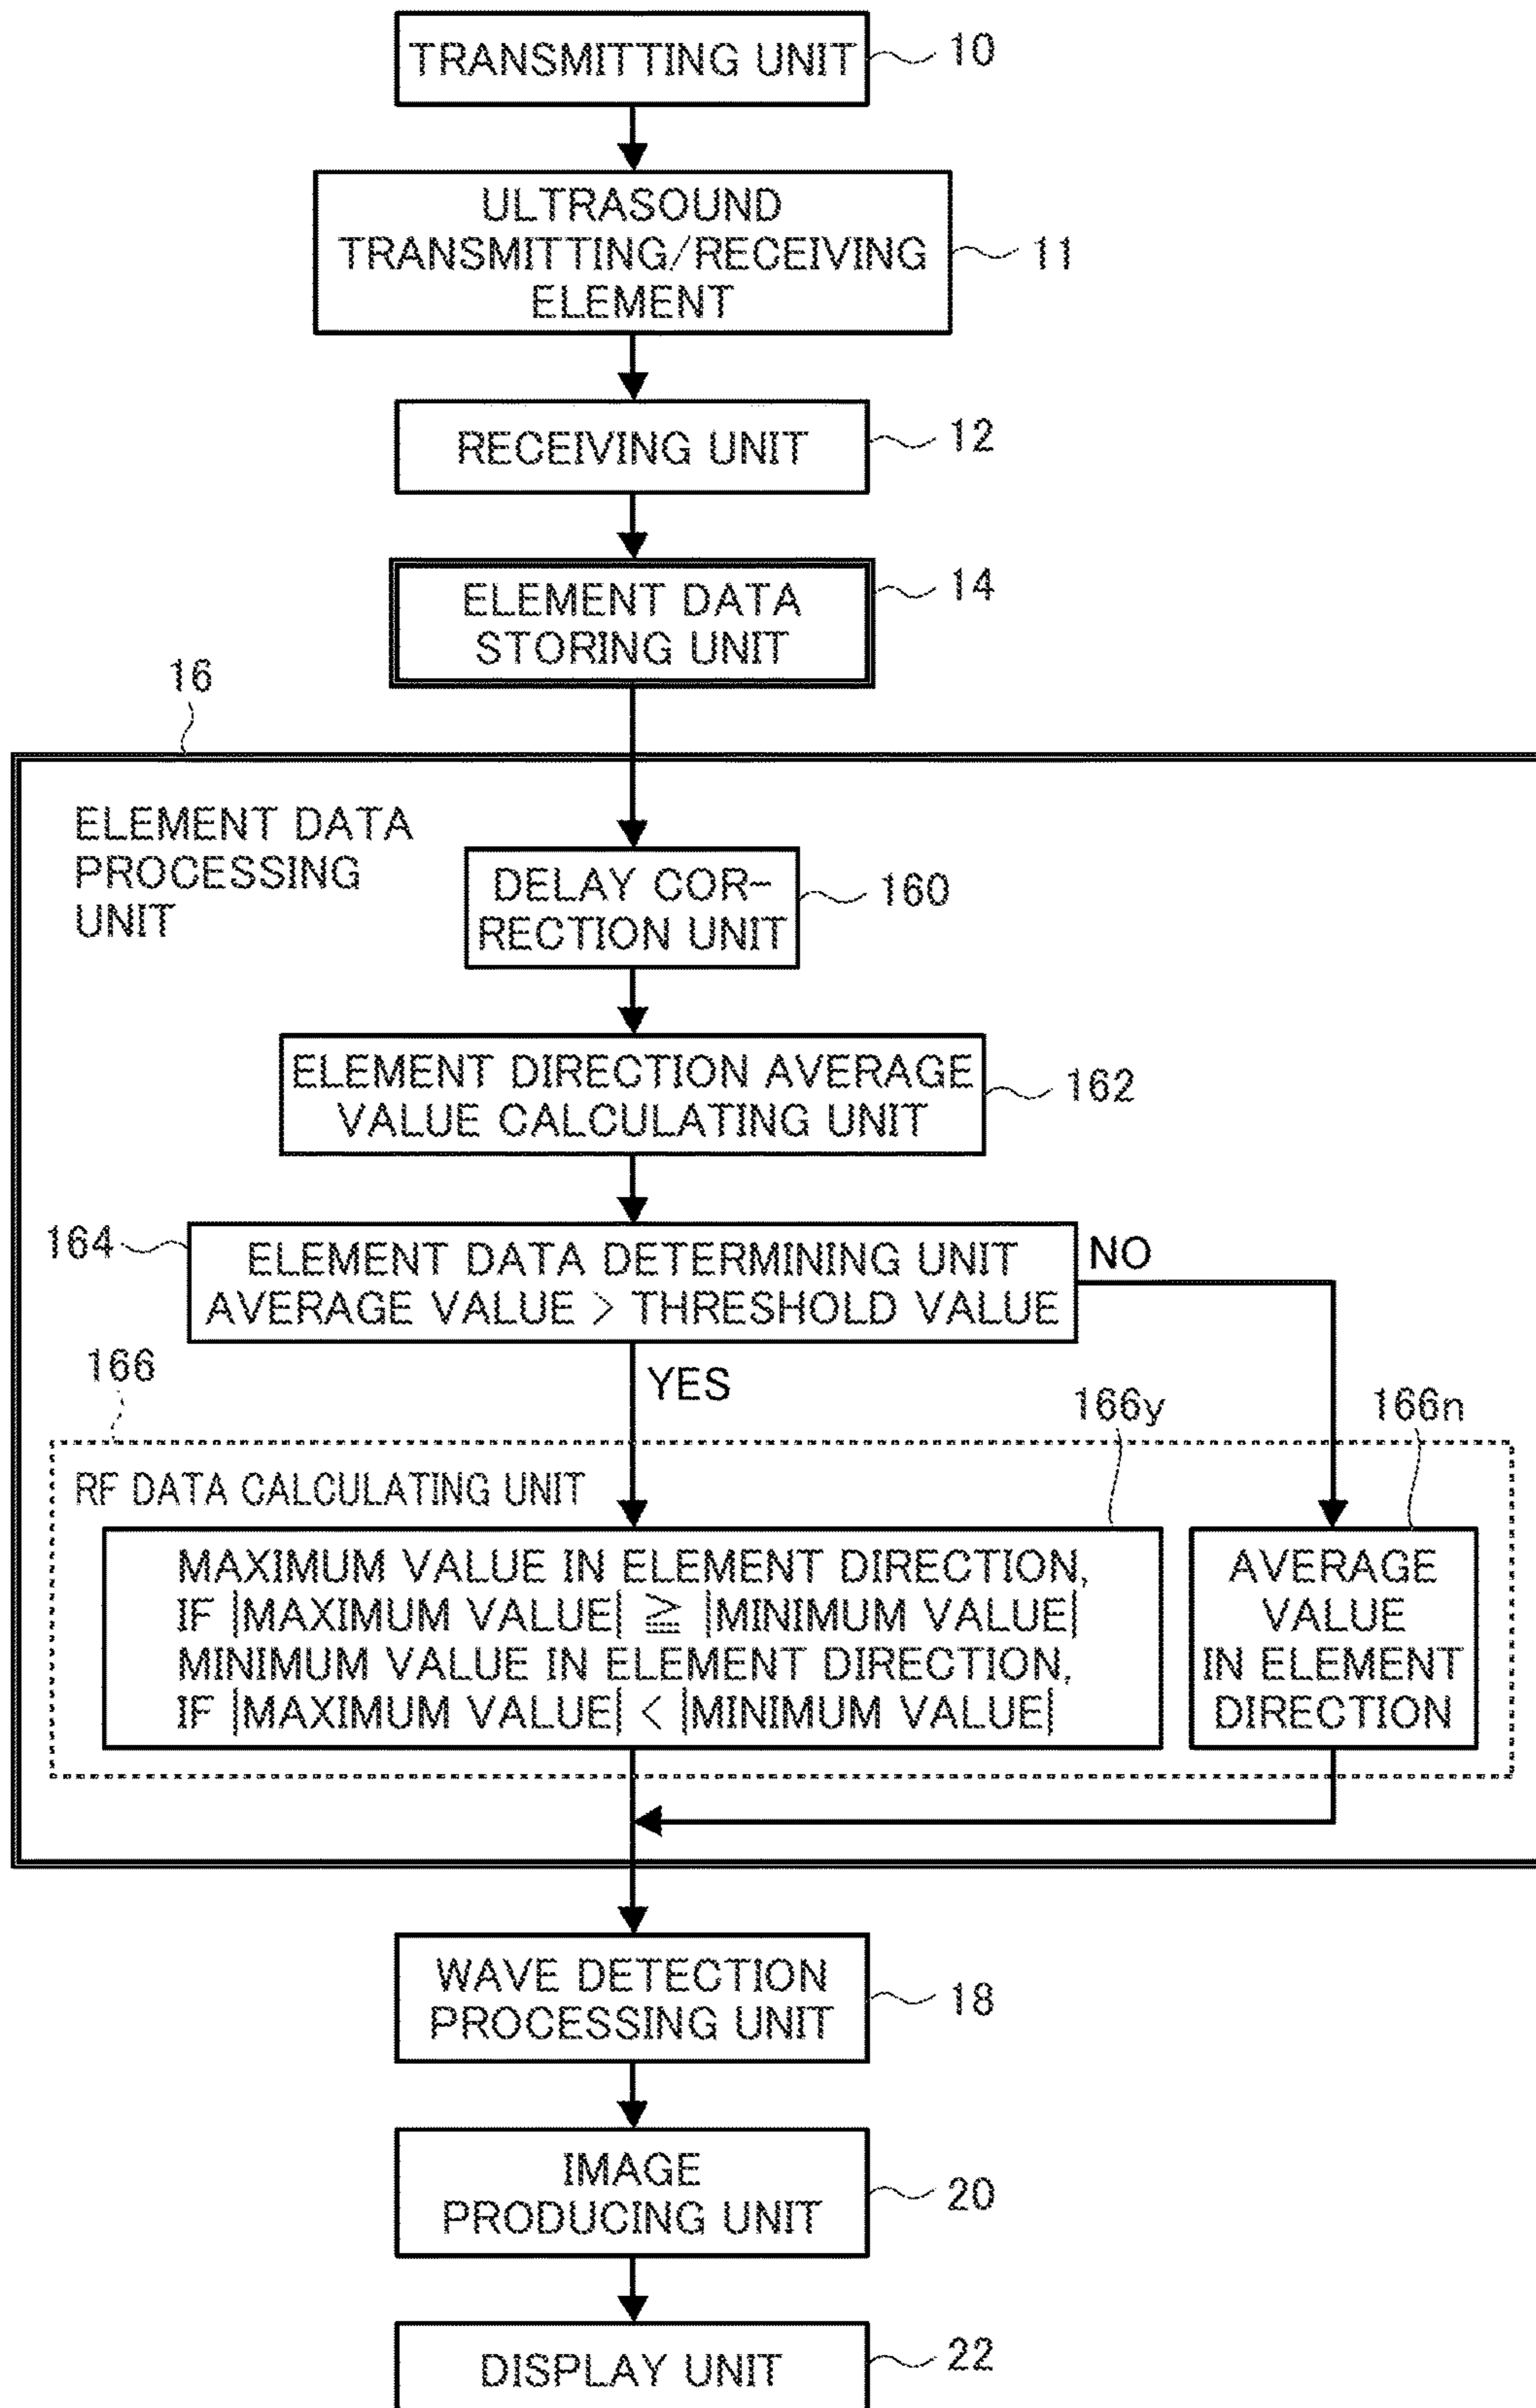 TRANSMITTING UNIT
10
ULTRASOUND
TRANSMITTING/RECEIVING
ELEMENT
11
RECEIVING UNIT
12
ELEMENT DATA
STORING UNIT
14
16
ELEMENT DATA
PROCESSING
UNIT
DELAY COR-
RECTION UNIT
160
ELEMENT DIRECTION AVERAGE
VALUE CALCULATING UNIT
162
164
ELEMENT DATA DETERMINING UNIT
AVERAGE VALUE > THRESHOLD VALUE
NO
YES
166
166y
166n
RF DATA CALCULATING UNIT
MAXIMUM VALUE IN ELEMENT DIRECTION,
IF |MAXIMUM VALUE| ≧ |MINIMUM VALUE|
MINIMUM VALUE IN ELEMENT DIRECTION,
IF |MAXIMUM VALUE| < |MINIMUM VALUE|
AVERAGE
VALUE
IN ELEMENT
DIRECTION
WAVE DETECTION
PROCESSING UNIT
18
IMAGE
PRODUCING UNIT
20
DISPLAY UNIT
22